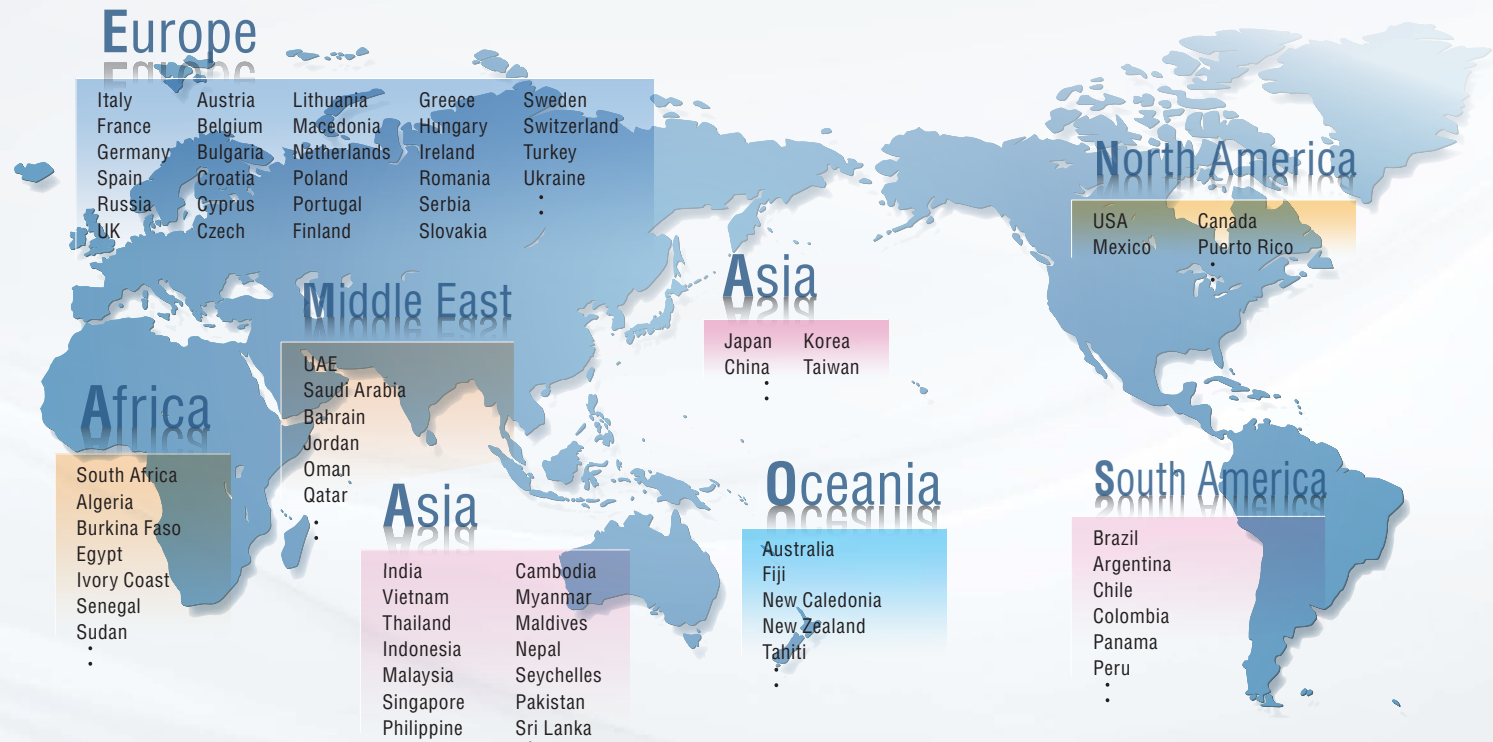 Europe
Italy Austria Lithuania Greece Sweden
France Belgium Macedonia Hungary Switzerland
Germany Bulgaria Netherlands Ireland Turkey
Spain Croatia Poland Romania Ukraine
Russia Cyprus Portugal Serbia
UK Czech Finland Slovakia
North America
USA Canada
Mexico Puerto Rico
Asia
Japan Korea
China Taiwan
Middle East
UAE
Saudi Arabia
Bahrain
Jordan
Oman
Qatar
Africa
South Africa
Algeria
Burkina Faso
Egypt
Ivory Coast
Senegal
Sudan
Asia
India Cambodia
Vietnam Myanmar
Thailand Maldives
Indonesia Nepal
Malaysia Seychelles
Singapore Pakistan
Philippine Sri Lanka
Oceania
Australia
Fiji
New Caledonia
New Zealand
Tahiti
South America
Brazil
Argentina
Chile
Colombia
Panama
Peru